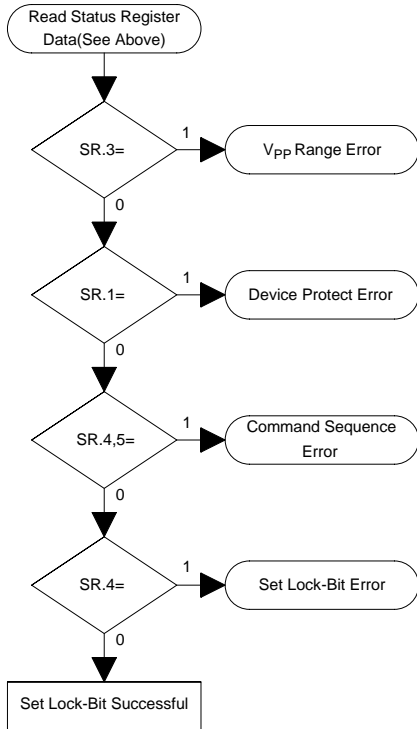 Read Status Register
Data(See Above)
SR.3=
1
VPP Range Error
0
SR.1=
1
Device Protect Error
0
SR.4,5=
1
Command Sequence
Error
0
SR.4=
1
Set Lock-Bit Error
0
Set Lock-Bit Successful